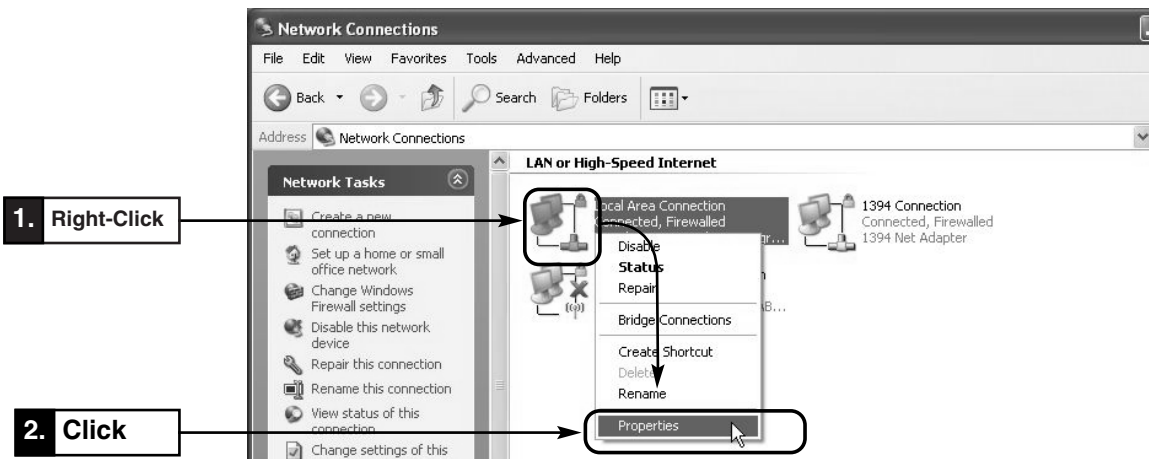 Network Connections
File Edit View Favorites Tools Advanced Help
Back Search Folders
Address Network Connections
Network Tasks
Create a new
connection
Set up a home or small
office network
Change Windows
Firewall settings
Disable this network
device
Repair this connection
Rename this connection
View status of this
connection
Change settings of this
LAN or High-Speed Internet
Local Area Connection
Connected, Firewalled
1394 Connection
Connected, Firewalled
1394 Net Adapter
Disable
Status
Repair
Bridge Connections
Create Shortcut
Delete
Rename
Properties
1. Right-Click
2. Click